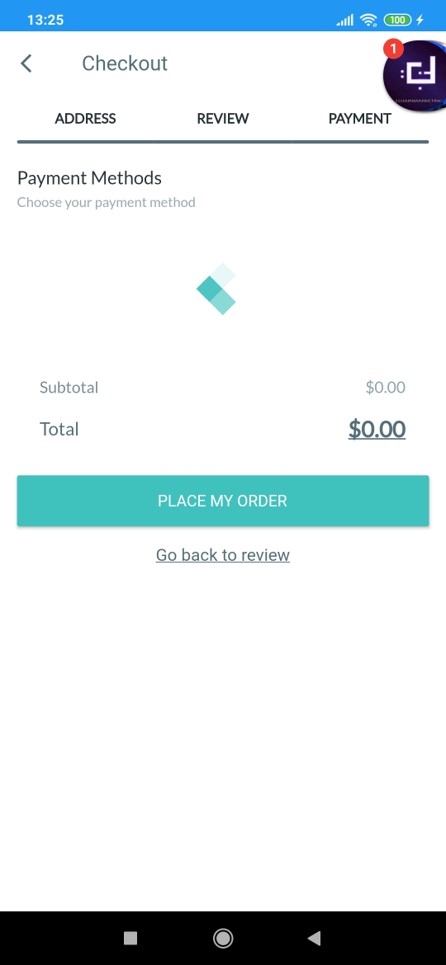 13:25
100
1
Checkout
ADDRESS REVIEW PAYMENT
Payment Methods
Choose your payment method
Subtotal $0.00
Total $0.00
PLACE MY ORDER
Go back to review